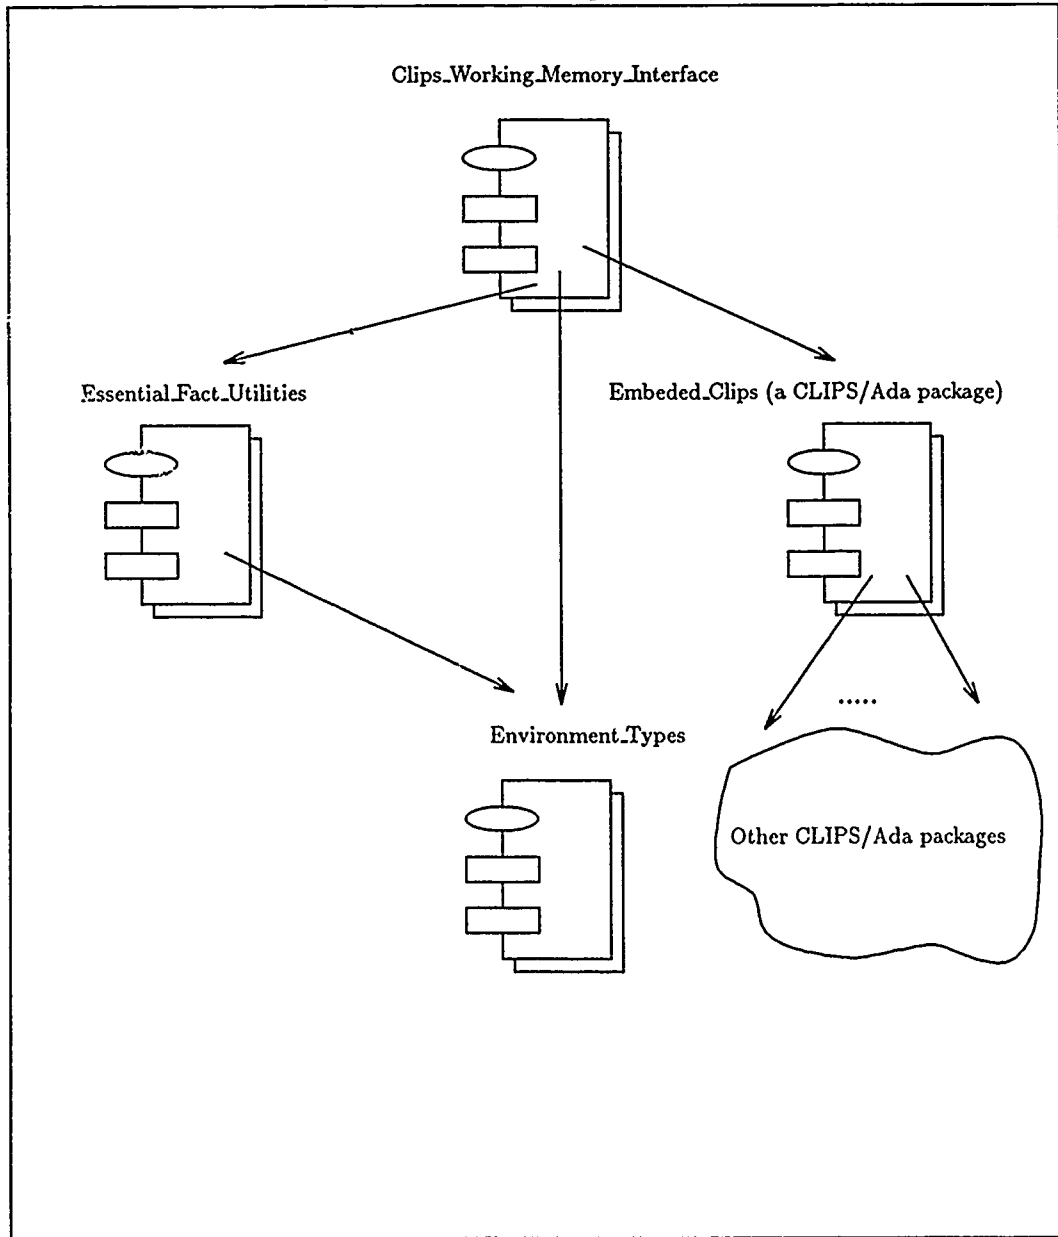 Clips_Working_Memory_Interface
Essential_Fact_Utilities
Embeded_Clips (a CLIPS/Ada package)
.....
Environment_Types
Other CLIPS/Ada packages